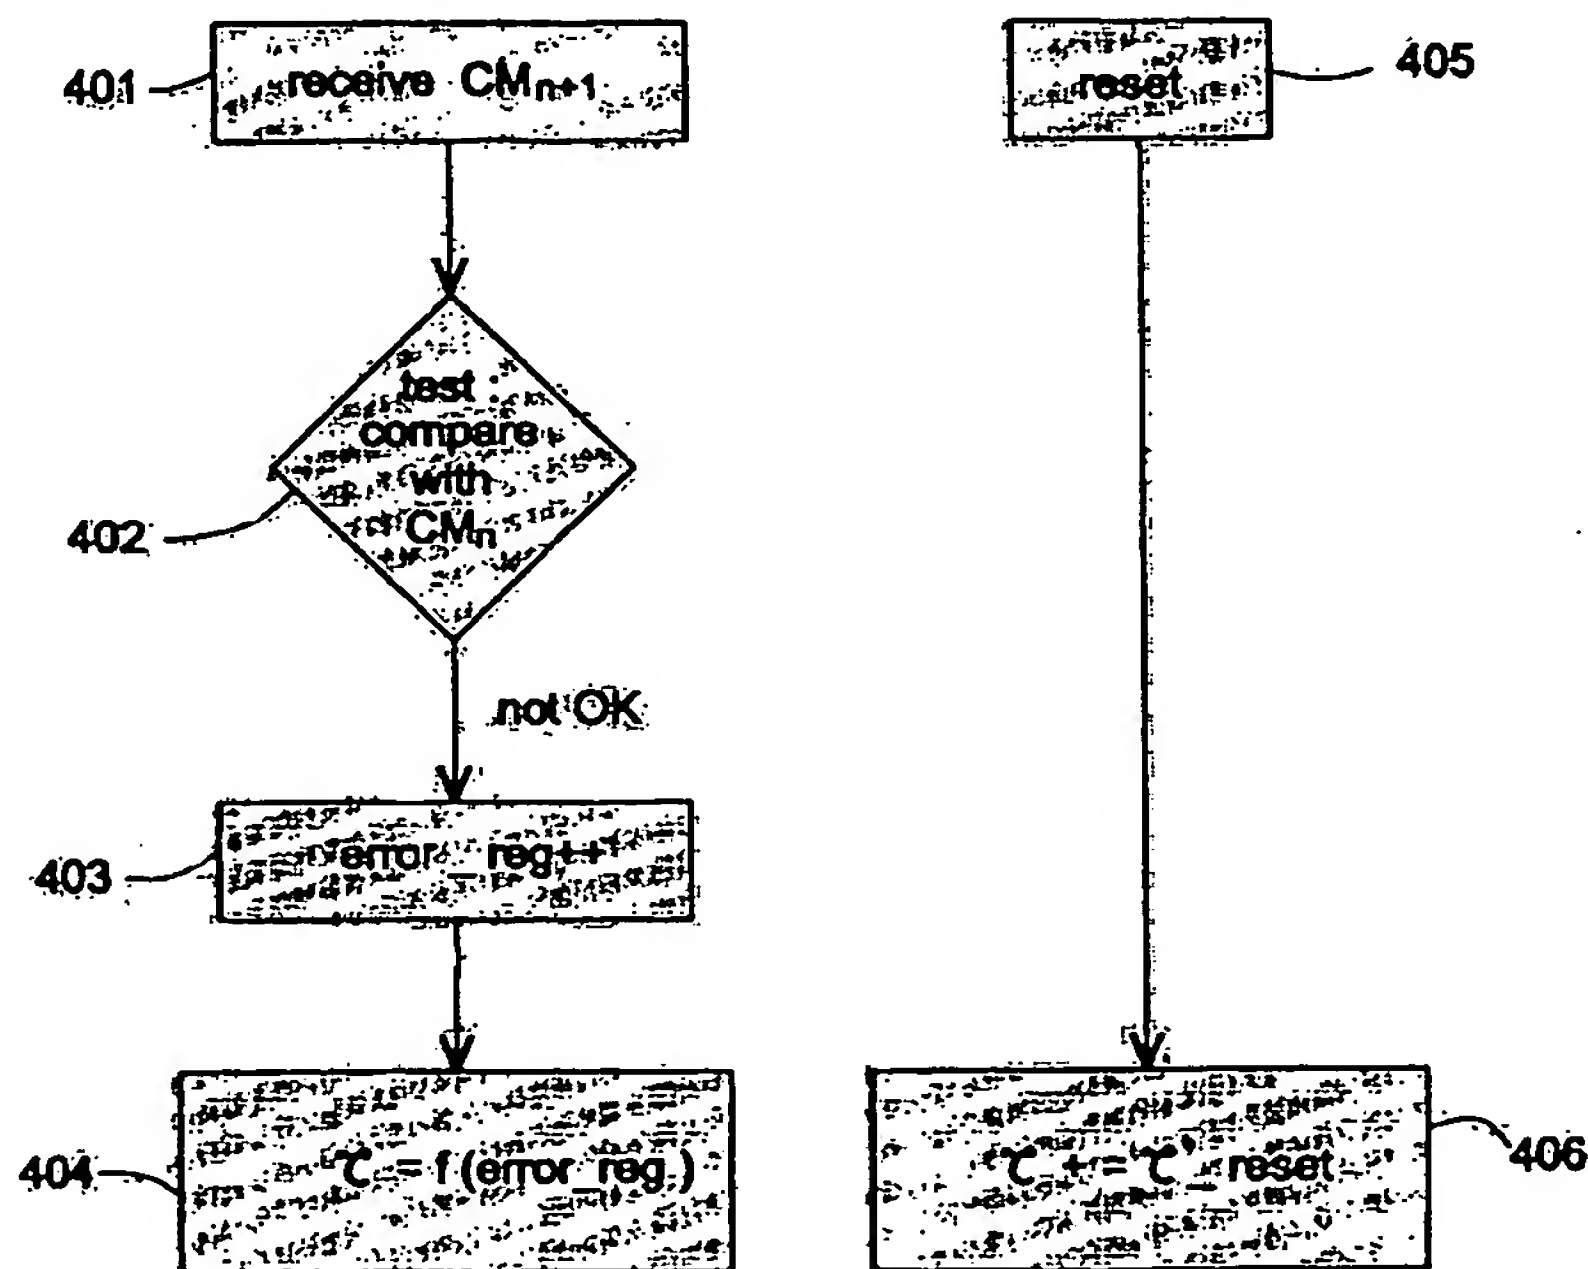 401
receive CMn+1
405
reset
test
compare
with
CMn
402
not OK
403
error_reg++
404
τ = f (error_reg)
τ + = τ_reset
406